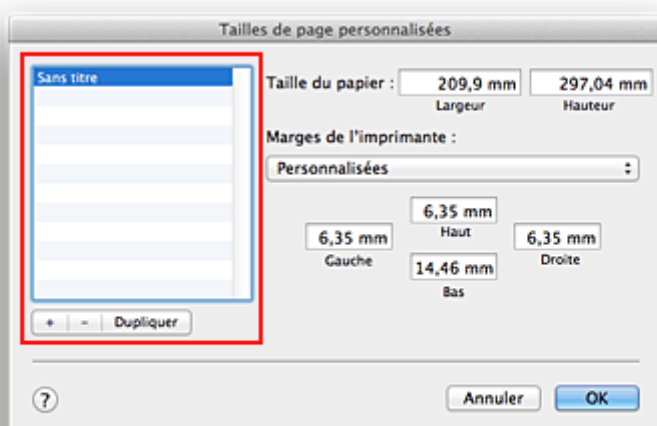 Tailles de page personnalisées
Sans titre
+ - Dupliquer
Taille du papier : 209,9 mm 297,04 mm
Largeur Hauteur
Marges de l'imprimante :
Personnalisées
6,35 mm
Haut
6,35 mm 6,35 mm
Gauche Droite
14,46 mm
Bas
? Annuler OK